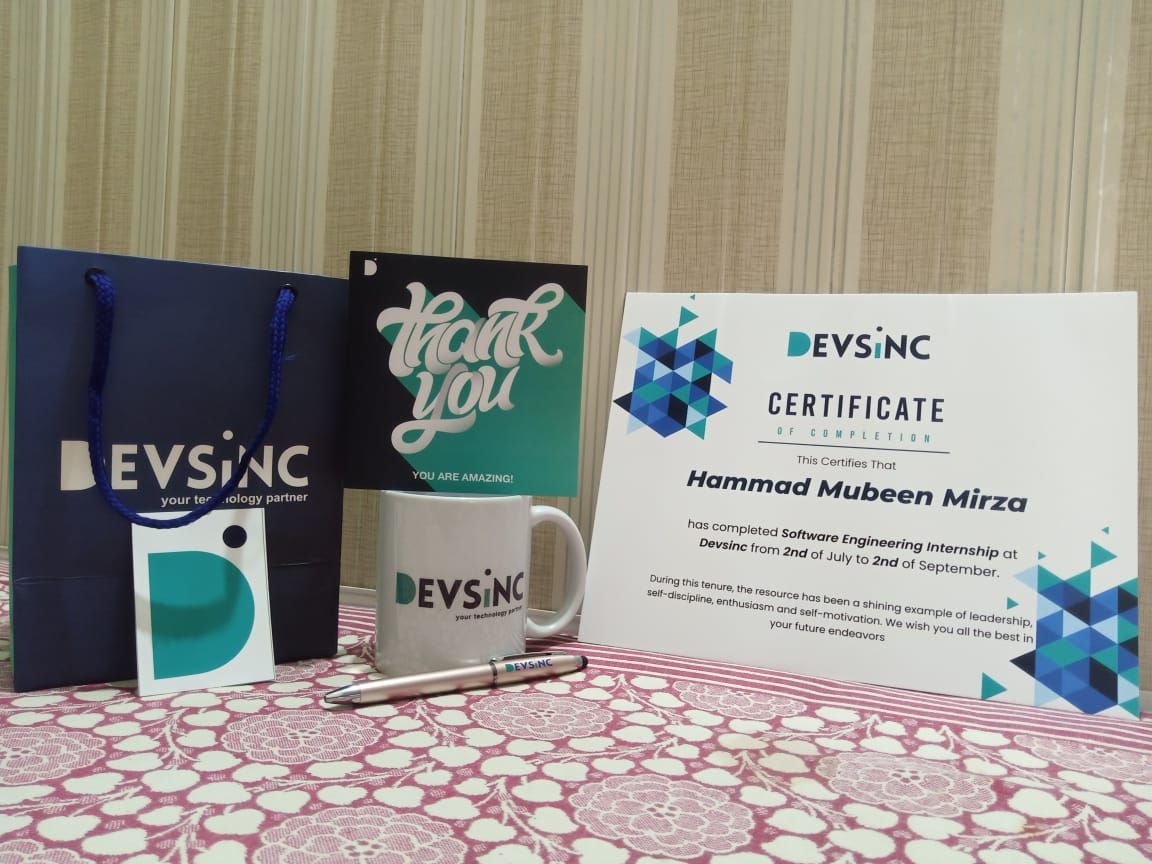 DEVSiNC
your technology partner
thank
you
YOU ARE AMAZING!
DEVSiNC
your technology partner
DEVSiNC
DEVSiNC
CERTIFICATE
OF COMPLETION
This Certifies That
Hammad Mubeen Mirza
has completed Software Engineering Internship at
Devsinc from 2nd of July to 2nd of September.
During this tenure, the resource has been a shining example of leadership,
self-discipline, enthusiasm and self-motivation. We wish you all the best in
your future endeavors